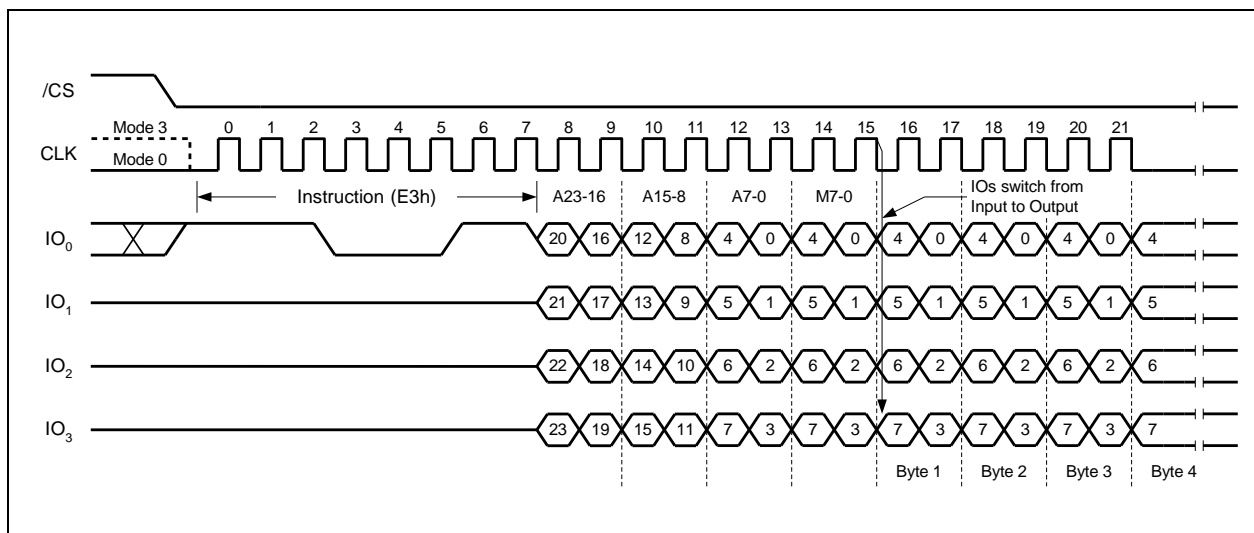 /CS
Mode 3 0 1 2 3 4 5 6 7 8 9 10 11 12 13 14 15 16 17 18 19 20 21
CLK
Mode 0
Instruction (E3h) A23-16 A15-8 A7-0 M7-0 IOs switch from
Input to Output
IO0 20 16 12 8 4 0 4 0 4 0 4 0 4 0 4
IO1 21 17 13 9 5 1 5 1 5 1 5 1 5 1 5
IO2 22 18 14 10 6 2 6 2 6 2 6 2 6 2 6
IO3 23 19 15 11 7 3 7 3 7 3 7 3 7 3 7
Byte 1 Byte 2 Byte 3 Byte 4